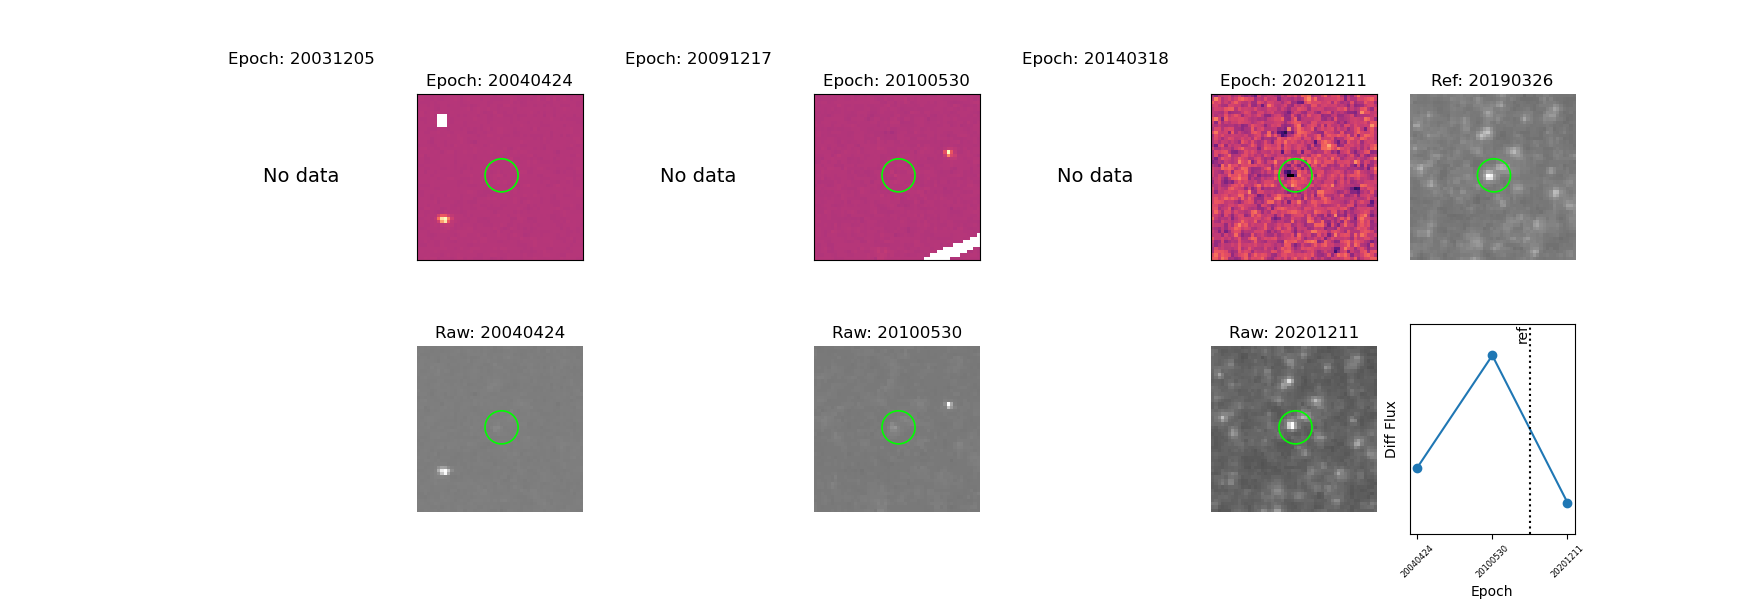 Epoch: 20031205
Epoch: 20040424
Epoch: 20091217
Epoch: 20100530
Epoch: 20140318
Epoch: 20201211
Ref: 20190326
No data
No data
No data
Raw: 20040424
Raw: 20100530
Raw: 20201211
ref
Diff Flux
20040424
20100530
20201211
Epoch